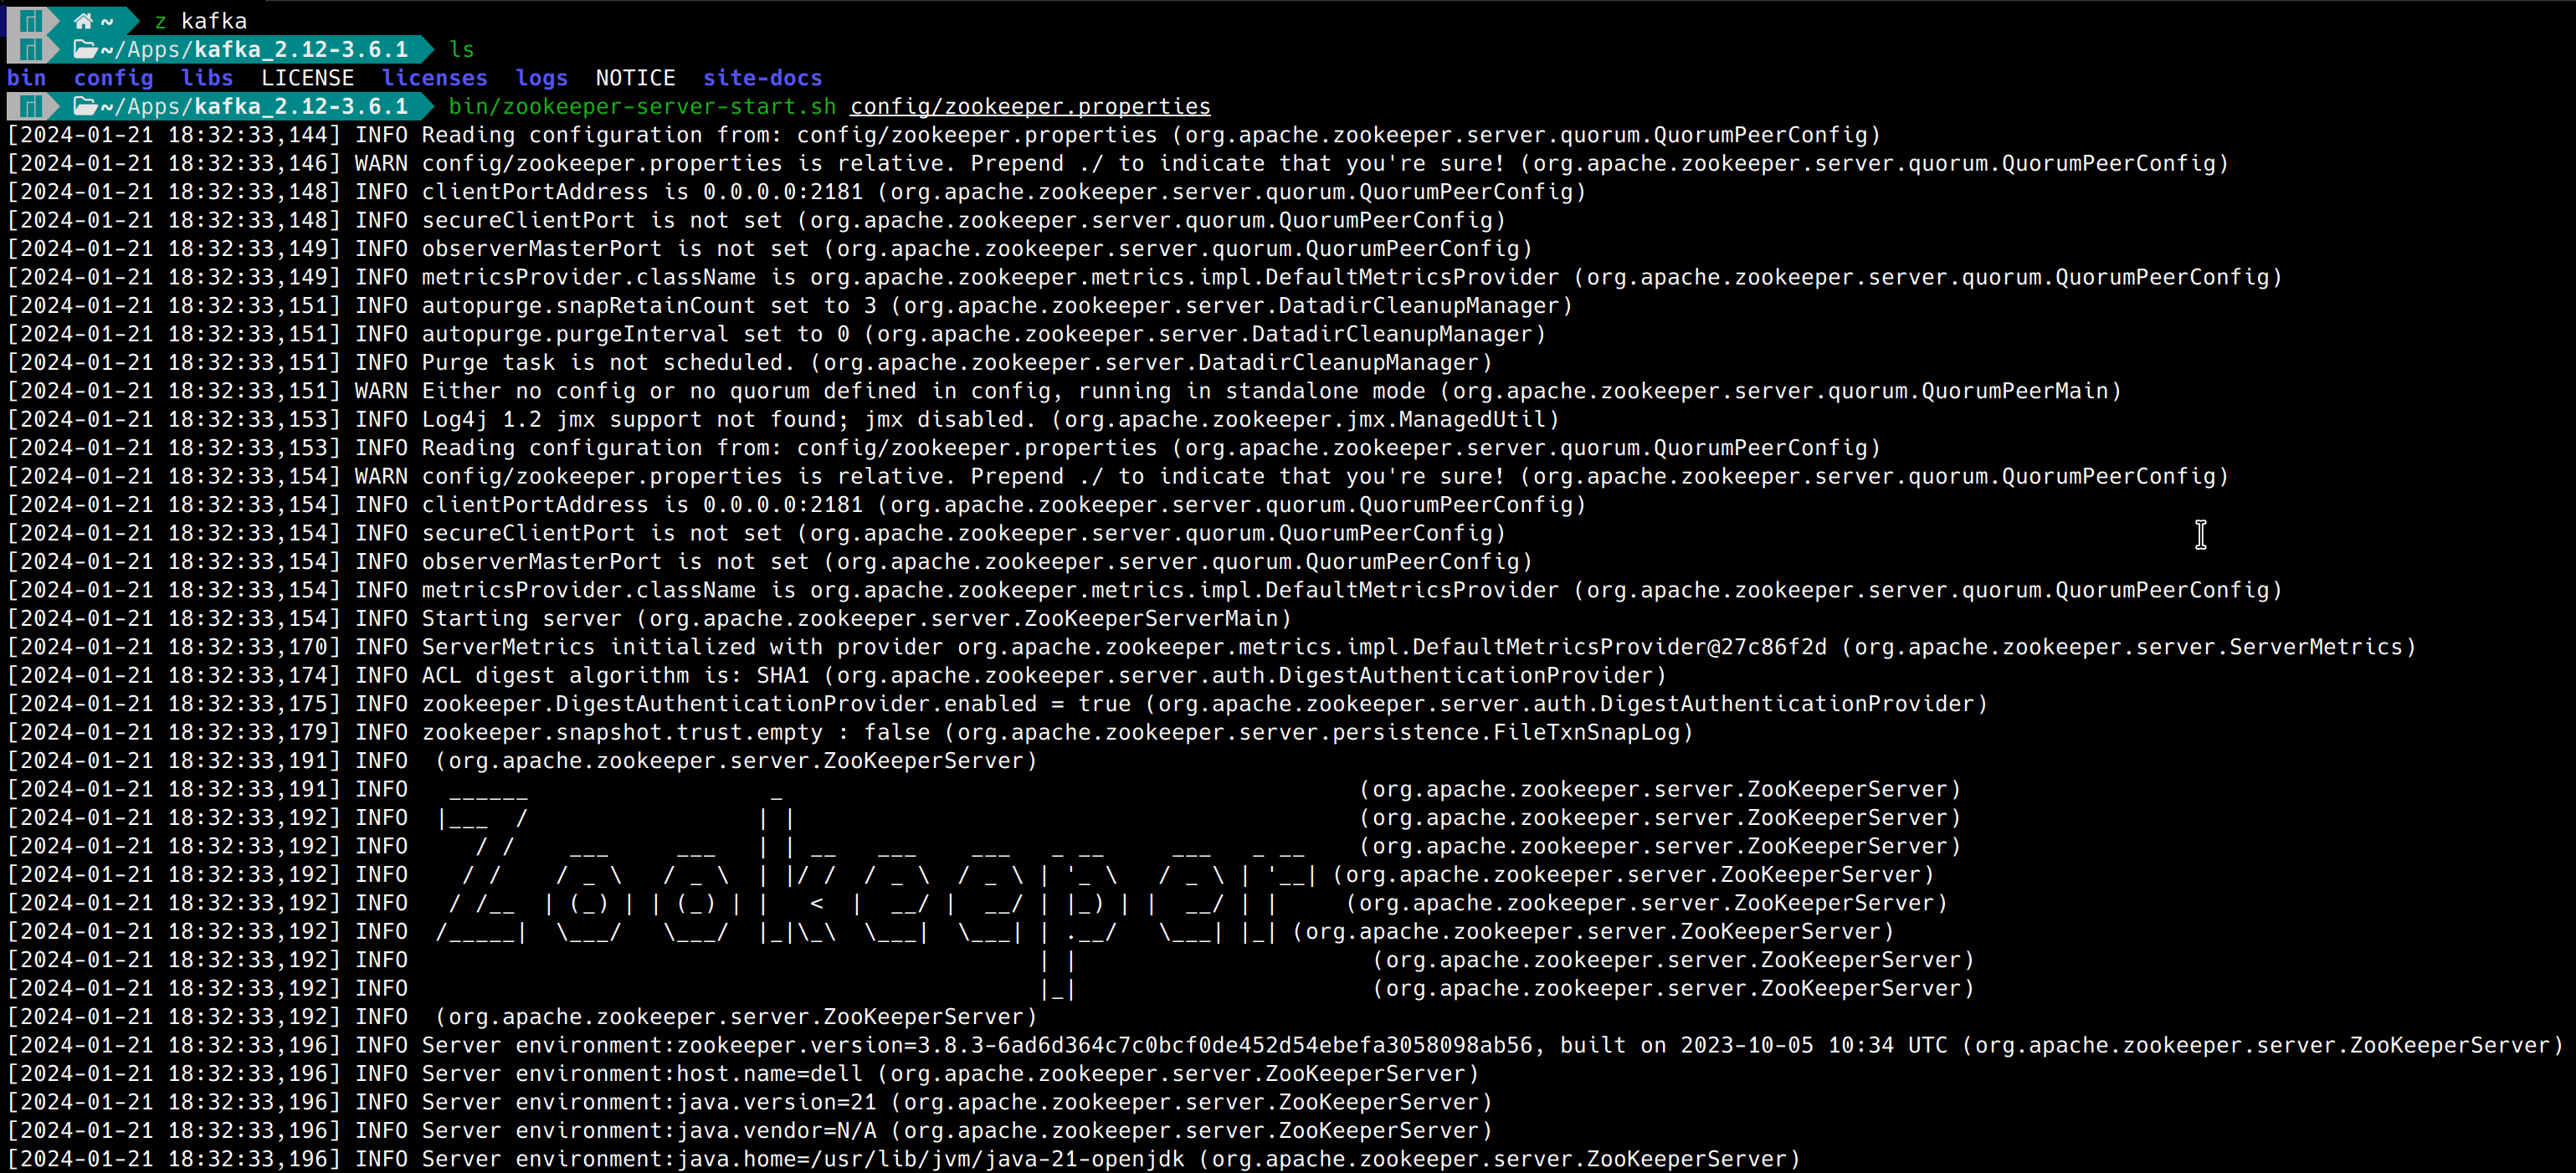 ~ z kafka
~/Apps/kafka_2.12-3.6.1 ls
bin config libs LICENSE licenses logs NOTICE site-docs
~/Apps/kafka_2.12-3.6.1 bin/zookeeper-server-start.sh config/zookeeper.properties
[2024-01-21 18:32:33,144] INFO Reading configuration from: config/zookeeper.properties (org.apache.zookeeper.server.quorum.QuorumPeerConfig)
[2024-01-21 18:32:33,146] WARN config/zookeeper.properties is relative. Prepend ./ to indicate that you're sure! (org.apache.zookeeper.server.quorum.QuorumPeerConfig)
[2024-01-21 18:32:33,148] INFO clientPortAddress is 0.0.0.0:2181 (org.apache.zookeeper.server.quorum.QuorumPeerConfig)
[2024-01-21 18:32:33,148] INFO secureClientPort is not set (org.apache.zookeeper.server.quorum.QuorumPeerConfig)
[2024-01-21 18:32:33,149] INFO observerMasterPort is not set (org.apache.zookeeper.server.quorum.QuorumPeerConfig)
[2024-01-21 18:32:33,149] INFO metricsProvider.className is org.apache.zookeeper.metrics.impl.DefaultMetricsProvider (org.apache.zookeeper.server.quorum.QuorumPeerConfig)
[2024-01-21 18:32:33,151] INFO autopurge.snapRetainCount set to 3 (org.apache.zookeeper.server.DatadirCleanupManager)
[2024-01-21 18:32:33,151] INFO autopurge.purgeInterval set to 0 (org.apache.zookeeper.server.DatadirCleanupManager)
[2024-01-21 18:32:33,151] INFO Purge task is not scheduled. (org.apache.zookeeper.server.DatadirCleanupManager)
[2024-01-21 18:32:33,151] WARN Either no config or no quorum defined in config, running in standalone mode (org.apache.zookeeper.server.quorum.QuorumPeerMain)
[2024-01-21 18:32:33,153] INFO Log4j 1.2 jmx support not found; jmx disabled. (org.apache.zookeeper.jmx.ManagedUtil)
[2024-01-21 18:32:33,153] INFO Reading configuration from: config/zookeeper.properties (org.apache.zookeeper.server.quorum.QuorumPeerConfig)
[2024-01-21 18:32:33,154] WARN config/zookeeper.properties is relative. Prepend ./ to indicate that you're sure! (org.apache.zookeeper.server.quorum.QuorumPeerConfig)
[2024-01-21 18:32:33,154] INFO clientPortAddress is 0.0.0.0:2181 (org.apache.zookeeper.server.quorum.QuorumPeerConfig)
[2024-01-21 18:32:33,154] INFO secureClientPort is not set (org.apache.zookeeper.server.quorum.QuorumPeerConfig)
[2024-01-21 18:32:33,154] INFO observerMasterPort is not set (org.apache.zookeeper.server.quorum.QuorumPeerConfig)
[2024-01-21 18:32:33,154] INFO metricsProvider.className is org.apache.zookeeper.metrics.impl.DefaultMetricsProvider (org.apache.zookeeper.server.quorum.QuorumPeerConfig)
[2024-01-21 18:32:33,154] INFO Starting server (org.apache.zookeeper.server.ZooKeeperServerMain)
[2024-01-21 18:32:33,170] INFO ServerMetrics initialized with provider org.apache.zookeeper.metrics.impl.DefaultMetricsProvider@27c86f2d (org.apache.zookeeper.server.ServerMetrics)
[2024-01-21 18:32:33,174] INFO ACL digest algorithm is: SHA1 (org.apache.zookeeper.server.auth.DigestAuthenticationProvider)
[2024-01-21 18:32:33,175] INFO zookeeper.DigestAuthenticationProvider.enabled = true (org.apache.zookeeper.server.auth.DigestAuthenticationProvider)
[2024-01-21 18:32:33,179] INFO zookeeper.snapshot.trust.empty : false (org.apache.zookeeper.server.persistence.FileTxnSnapLog)
[2024-01-21 18:32:33,191] INFO  (org.apache.zookeeper.server.ZooKeeperServer)
[2024-01-21 18:32:33,191] INFO   ______                  _                                           (org.apache.zookeeper.server.ZooKeeperServer)
[2024-01-21 18:32:33,192] INFO  |___  /                 | |                                          (org.apache.zookeeper.server.ZooKeeperServer)
[2024-01-21 18:32:33,192] INFO     / /    ___     ___   | | __   ___    ___   _ __     ___   _ __    (org.apache.zookeeper.server.ZooKeeperServer)
[2024-01-21 18:32:33,192] INFO    / /    / _ \   / _ \  | |/ /  / _ \  / _ \ | '_ \   / _ \ | '__| (org.apache.zookeeper.server.ZooKeeperServer)
[2024-01-21 18:32:33,192] INFO   / /__  | (_) | | (_) | |   <  |  __/ |  __/ | |_) | |  __/ | |     (org.apache.zookeeper.server.ZooKeeperServer)
[2024-01-21 18:32:33,192] INFO  /_____|  \___/   \___/  |_|\_\  \___|  \___| | .__/   \___| |_| (org.apache.zookeeper.server.ZooKeeperServer)
[2024-01-21 18:32:33,192] INFO                                               | |                      (org.apache.zookeeper.server.ZooKeeperServer)
[2024-01-21 18:32:33,192] INFO                                               |_|                      (org.apache.zookeeper.server.ZooKeeperServer)
[2024-01-21 18:32:33,192] INFO  (org.apache.zookeeper.server.ZooKeeperServer)
[2024-01-21 18:32:33,196] INFO Server environment:zookeeper.version=3.8.3-6ad6d364c7c0bcf0de452d54ebefa3058098ab56, built on 2023-10-05 10:34 UTC (org.apache.zookeeper.server.ZooKeeperServer)
[2024-01-21 18:32:33,196] INFO Server environment:host.name=dell (org.apache.zookeeper.server.ZooKeeperServer)
[2024-01-21 18:32:33,196] INFO Server environment:java.version=21 (org.apache.zookeeper.server.ZooKeeperServer)
[2024-01-21 18:32:33,196] INFO Server environment:java.vendor=N/A (org.apache.zookeeper.server.ZooKeeperServer)
[2024-01-21 18:32:33,196] INFO Server environment:java.home=/usr/lib/jvm/java-21-openjdk (org.apache.zookeeper.server.ZooKeeperServer)